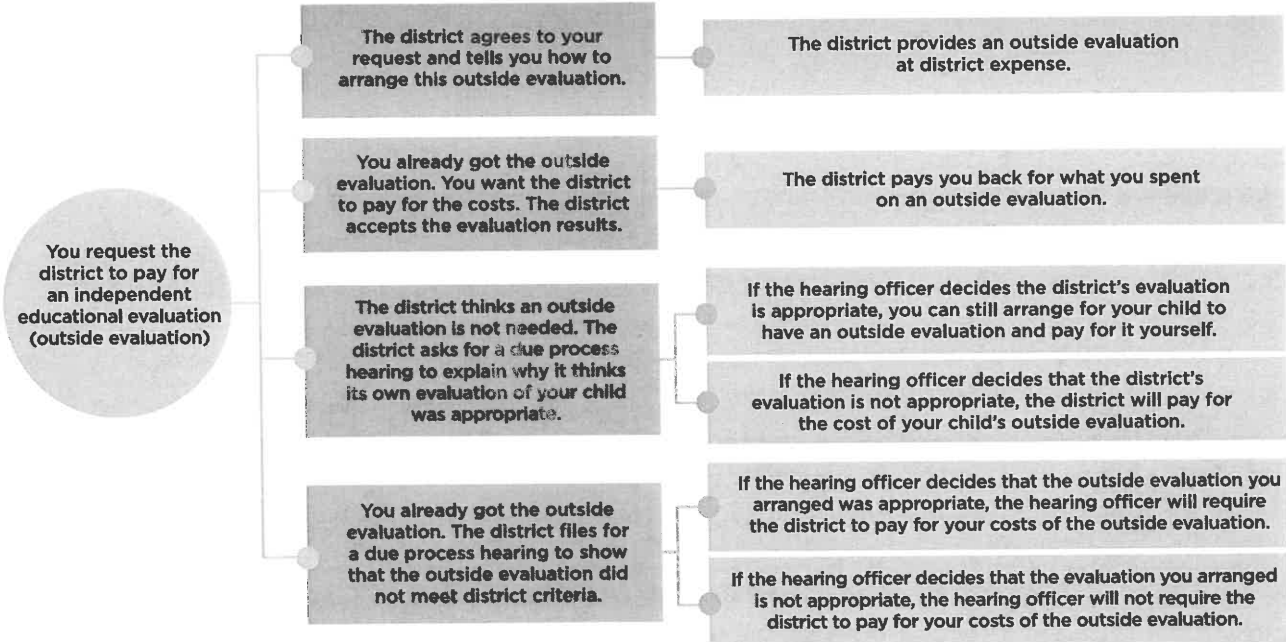 You request the
district to pay for
an independent
educational evaluation
(outside evaluation)
The district agrees to your
request and tells you how to
arrange this outside evaluation.
The district provides an outside evaluation
at district expense.
You already got the outside
evaluation. You want the district
to pay for the costs. The district
accepts the evaluation results.
The district pays you back for what you spent
on an outside evaluation.
The district thinks an outside
evaluation is not needed. The
district asks for a due process
hearing to explain why it thinks
its own evaluation of your child
was appropriate.
If the hearing officer decides the district's evaluation
is appropriate, you can still arrange for your child to
have an outside evaluation and pay for it yourself.
If the hearing officer decides that the district's
evaluation is not appropriate, the district will pay for
the cost of your child's outside evaluation.
You already got the outside
evaluation. The district files for
a due process hearing to show
that the outside evaluation did
not meet district criteria.
If the hearing officer decides that the outside evaluation you
arranged was appropriate, the hearing officer will require
the district to pay for your costs of the outside evaluation.
If the hearing officer decides that the evaluation you arranged
is not appropriate, the hearing officer will not require the
district to pay for your costs of the outside evaluation.